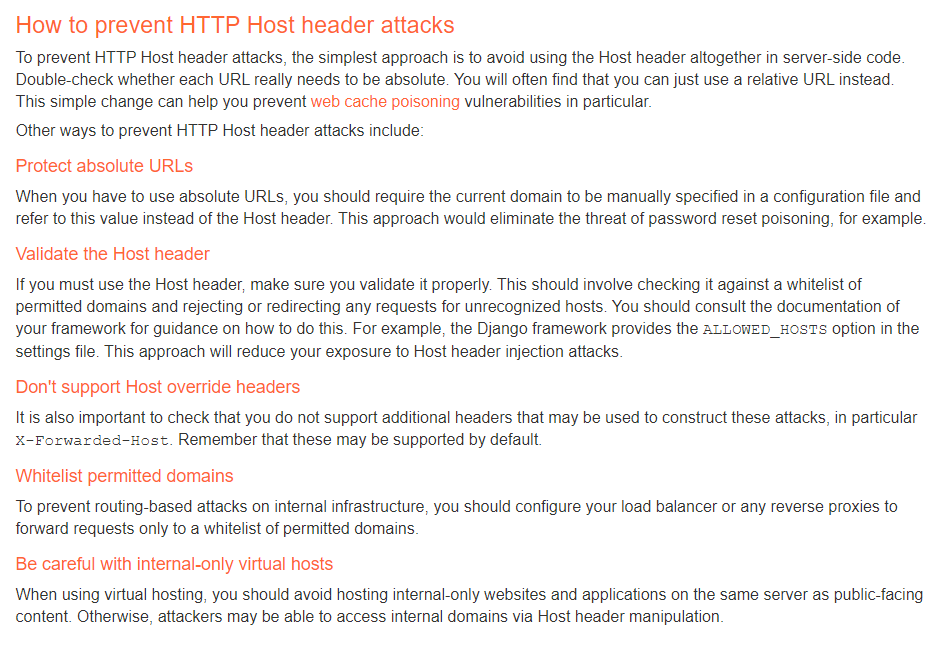 How to prevent HTTP Host header attacks
To prevent HTTP Host header attacks, the simplest approach is to avoid using the Host header altogether in server-side code.
Double-check whether each URL really needs to be absolute. You will often find that you can just use a relative URL instead.
This simple change can help you prevent web cache poisoning vulnerabilities in particular.
Other ways to prevent HTTP Host header attacks include:
Protect absolute URLs
When you have to use absolute URLs, you should require the current domain to be manually specified in a configuration file and
refer to this value instead of the Host header. This approach would eliminate the threat of password reset poisoning, for example.
Validate the Host header
If you must use the Host header, make sure you validate it properly. This should involve checking it against a whitelist of
permitted domains and rejecting or redirecting any requests for unrecognized hosts. You should consult the documentation of
your framework for guidance on how to do this. For example, the Django framework provides the ALLOWED_HOSTS option in the
settings file. This approach will reduce your exposure to Host header injection attacks.
Don't support Host override headers
It is also important to check that you do not support additional headers that may be used to construct these attacks, in particular
X-Forwarded-Host. Remember that these may be supported by default.
Whitelist permitted domains
To prevent routing-based attacks on internal infrastructure, you should configure your load balancer or any reverse proxies to
forward requests only to a whitelist of permitted domains.
Be careful with internal-only virtual hosts
When using virtual hosting, you should avoid hosting internal-only websites and applications on the same server as public-facing
content. Otherwise, attackers may be able to access internal domains via Host header manipulation.